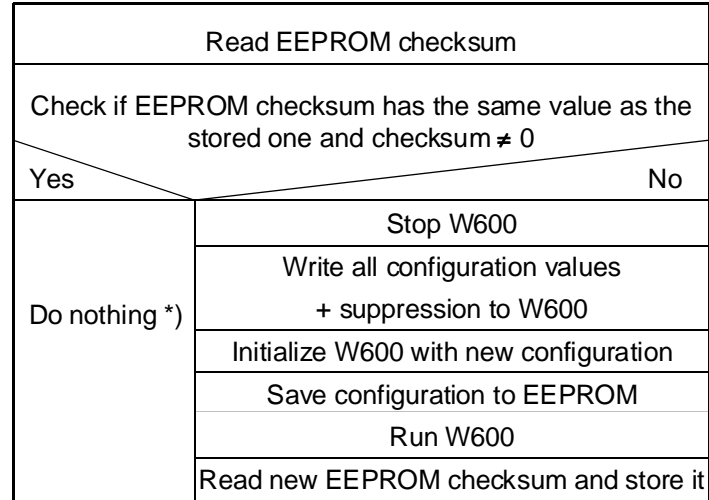 Read EEPROM checksum
Check if EEPROM checksum has the same value as the
stored one and checksum ≠ 0
Yes
No
Do nothing *)
Stop W600
Write all configuration values
+ suppression to W600
Initialize W600 with new configuration
Save configuration to EEPROM
Run W600
Read new EEPROM checksum and store it